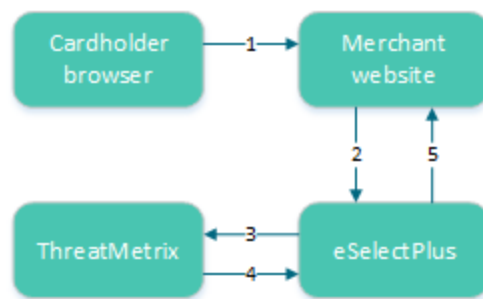 Cardholder
browser
1
Merchant
website
2
5
ThreatMetrix
3
4
eSelectPlus